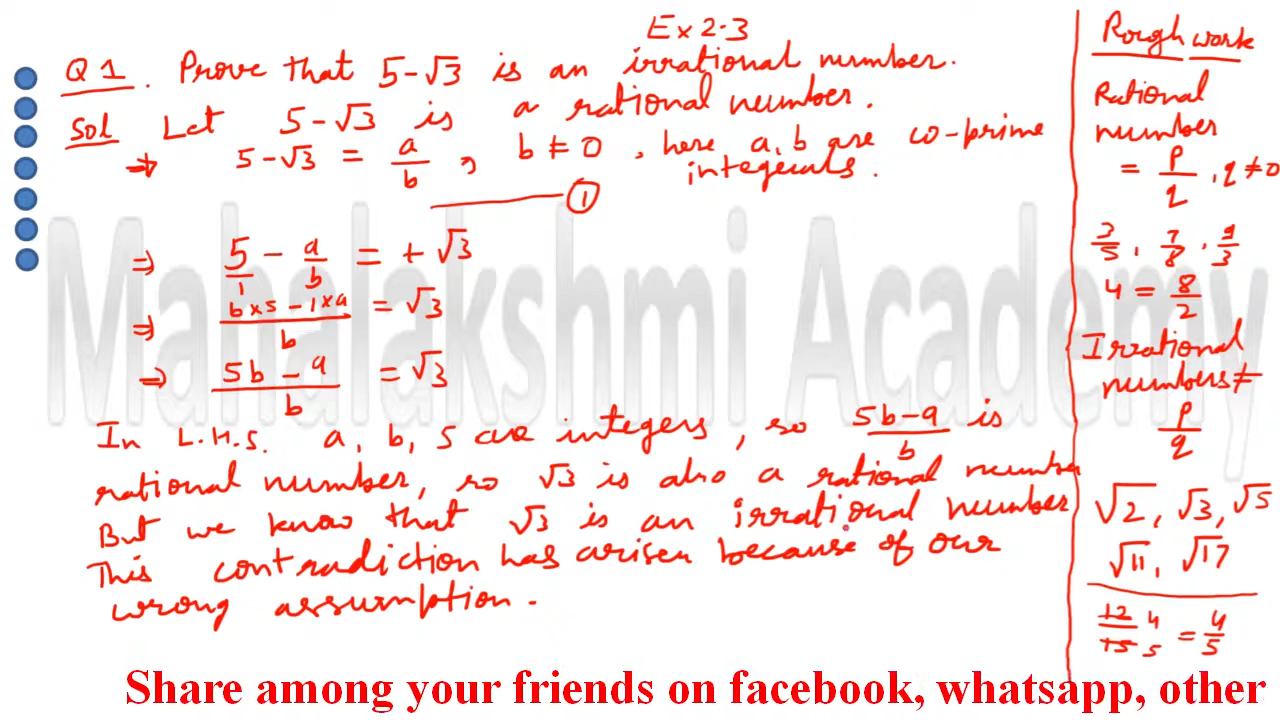 Ex 2.3
Q1. Prove that 5-√3 is an irrational number.
Sol Let 5-√3 is a rational number.
⇒ 5-√3 = a/b, b ≠ 0, here a, b are co-prime
integerals.
①
⇒ 5/1 - a/b = + √3
⇒ (b×5-1×a)/b = √3
⇒ (5b-a)/b = √3
In L.H.S. a, b, 5 are integers, so (5b-a)/b is
rational number, so √3 is also a rational number
But we know that √3 is an irrational number
This contradiction has arisen because of our
wrong assumption.
Rough work
Rational
number
= p/q, q≠0
3/5, 7/8, 9/3
4 = 8/2
Irrational
numbers ≠
p/q
√2, √3, √5
√11, √17
12/15 4/5 = 4/5
Mahalakshmi Academy
Share among your friends on facebook, whatsapp, other